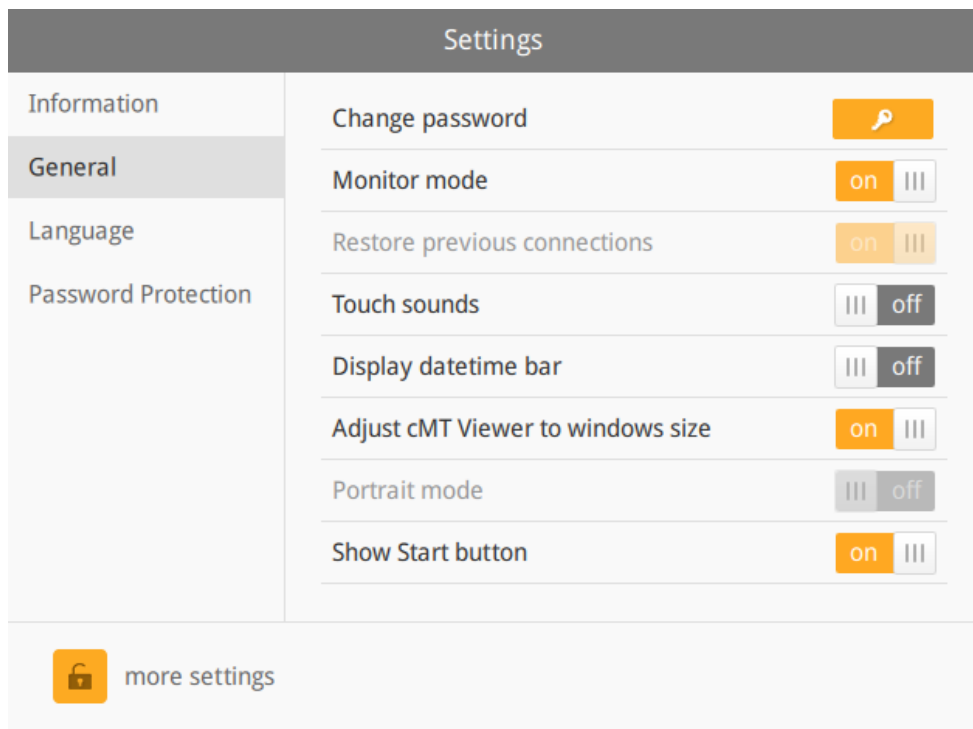 Settings
Information
General
Language
Password Protection
Change password
Monitor mode on
Restore previous connections on
Touch sounds off
Display datetime bar off
Adjust cMT Viewer to windows size on
Portrait mode off
Show Start button on
more settings